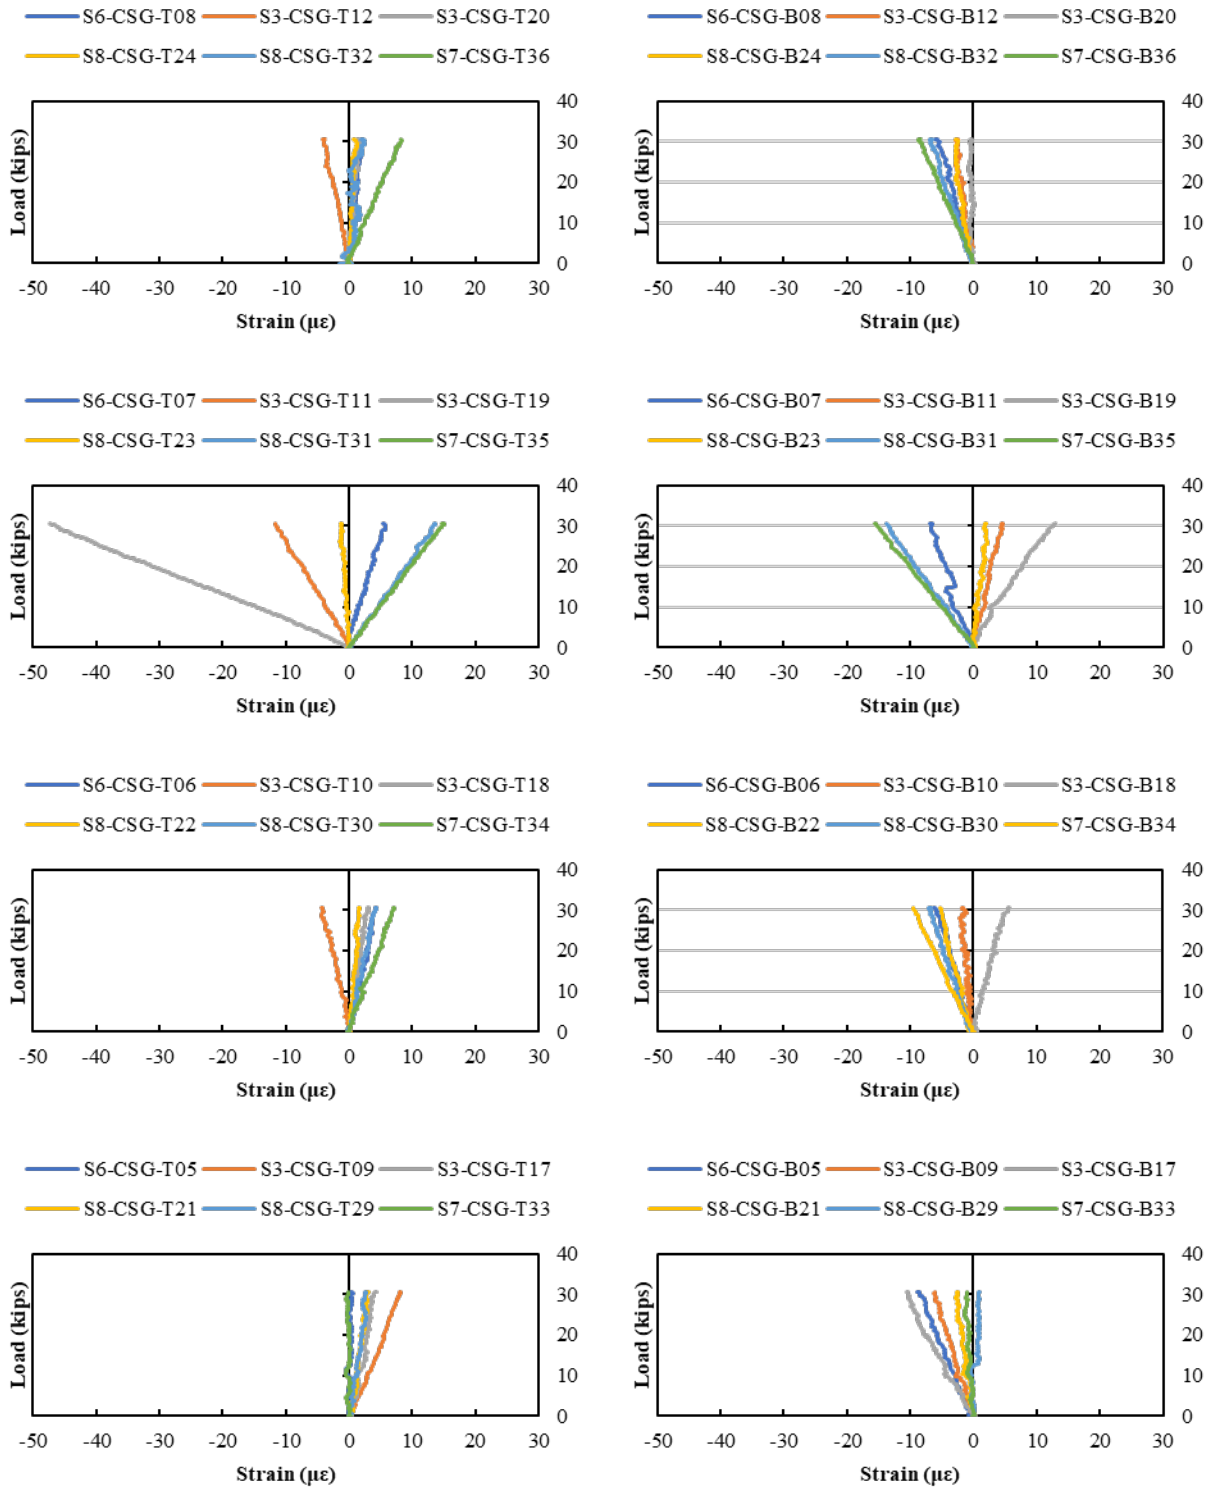 S6-CSG-T08 S3-CSG-T12 S3-CSG-T20
S8-CSG-T24 S8-CSG-T32 S7-CSG-T36
40
30
20
10
0
Load (kips)
-50 -40 -30 -20 -10 0 10 20 30
Strain (με)
S6-CSG-B08 S3-CSG-B12 S3-CSG-B20
S8-CSG-B24 S8-CSG-B32 S7-CSG-B36
40
30
20
10
0
Load (kips)
-50 -40 -30 -20 -10 0 10 20 30
Strain (με)
S6-CSG-T07 S3-CSG-T11 S3-CSG-T19
S8-CSG-T23 S8-CSG-T31 S7-CSG-T35
40
30
20
10
0
Load (kips)
-50 -40 -30 -20 -10 0 10 20 30
Strain (με)
S6-CSG-B07 S3-CSG-B11 S3-CSG-B19
S8-CSG-B23 S8-CSG-B31 S7-CSG-B35
40
30
20
10
0
Load (kips)
-50 -40 -30 -20 -10 0 10 20 30
Strain (με)
S6-CSG-T06 S3-CSG-T10 S3-CSG-T18
S8-CSG-T22 S8-CSG-T30 S7-CSG-T34
40
30
20
10
0
Load (kips)
-50 -40 -30 -20 -10 0 10 20 30
Strain (με)
S6-CSG-B06 S3-CSG-B10 S3-CSG-B18
S8-CSG-B22 S8-CSG-B30 S7-CSG-B34
40
30
20
10
0
Load (kips)
-50 -40 -30 -20 -10 0 10 20 30
Strain (με)
S6-CSG-T05 S3-CSG-T09 S3-CSG-T17
S8-CSG-T21 S8-CSG-T29 S7-CSG-T33
40
30
20
10
0
Load (kips)
-50 -40 -30 -20 -10 0 10 20 30
Strain (με)
S6-CSG-B05 S3-CSG-B09 S3-CSG-B17
S8-CSG-B21 S8-CSG-B29 S7-CSG-B33
40
30
20
10
0
Load (kips)
-50 -40 -30 -20 -10 0 10 20 30
Strain (με)